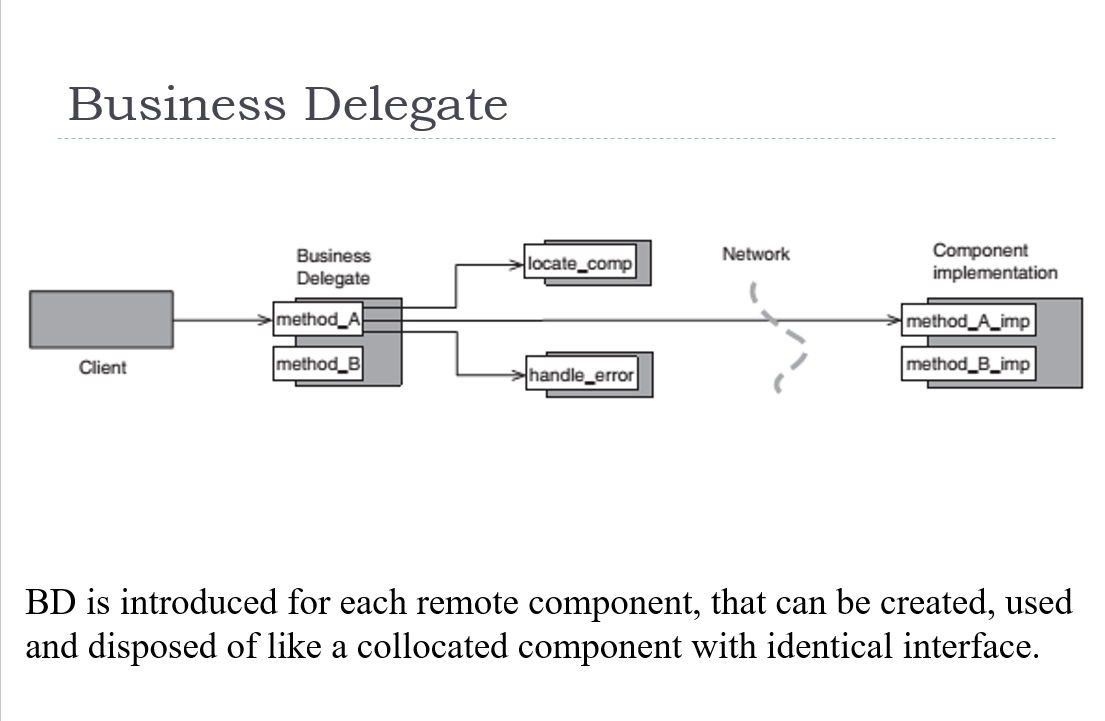 Business Delegate
Business
Delegate
locate_comp
Network
Component
implementation
method_A
method_A_imp
Client
method_B
handle_error
method_B_imp
BD is introduced for each remote component, that can be created, used
and disposed of like a collocated component with identical interface.